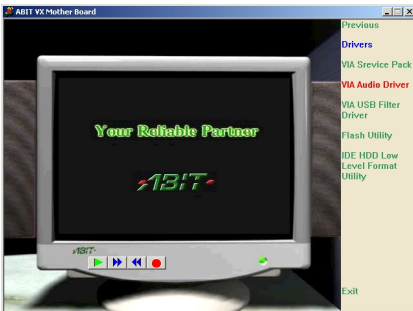 ABIT VX Mother Board
Previous
Drivers
VIA Srevice Pack
VIA Audio Driver
VIA USB Filter
Driver
Flash Utility
IDE HDD Low
Level Format
Utility
Your Reliable Partner
ABIT
ABIT
Exit